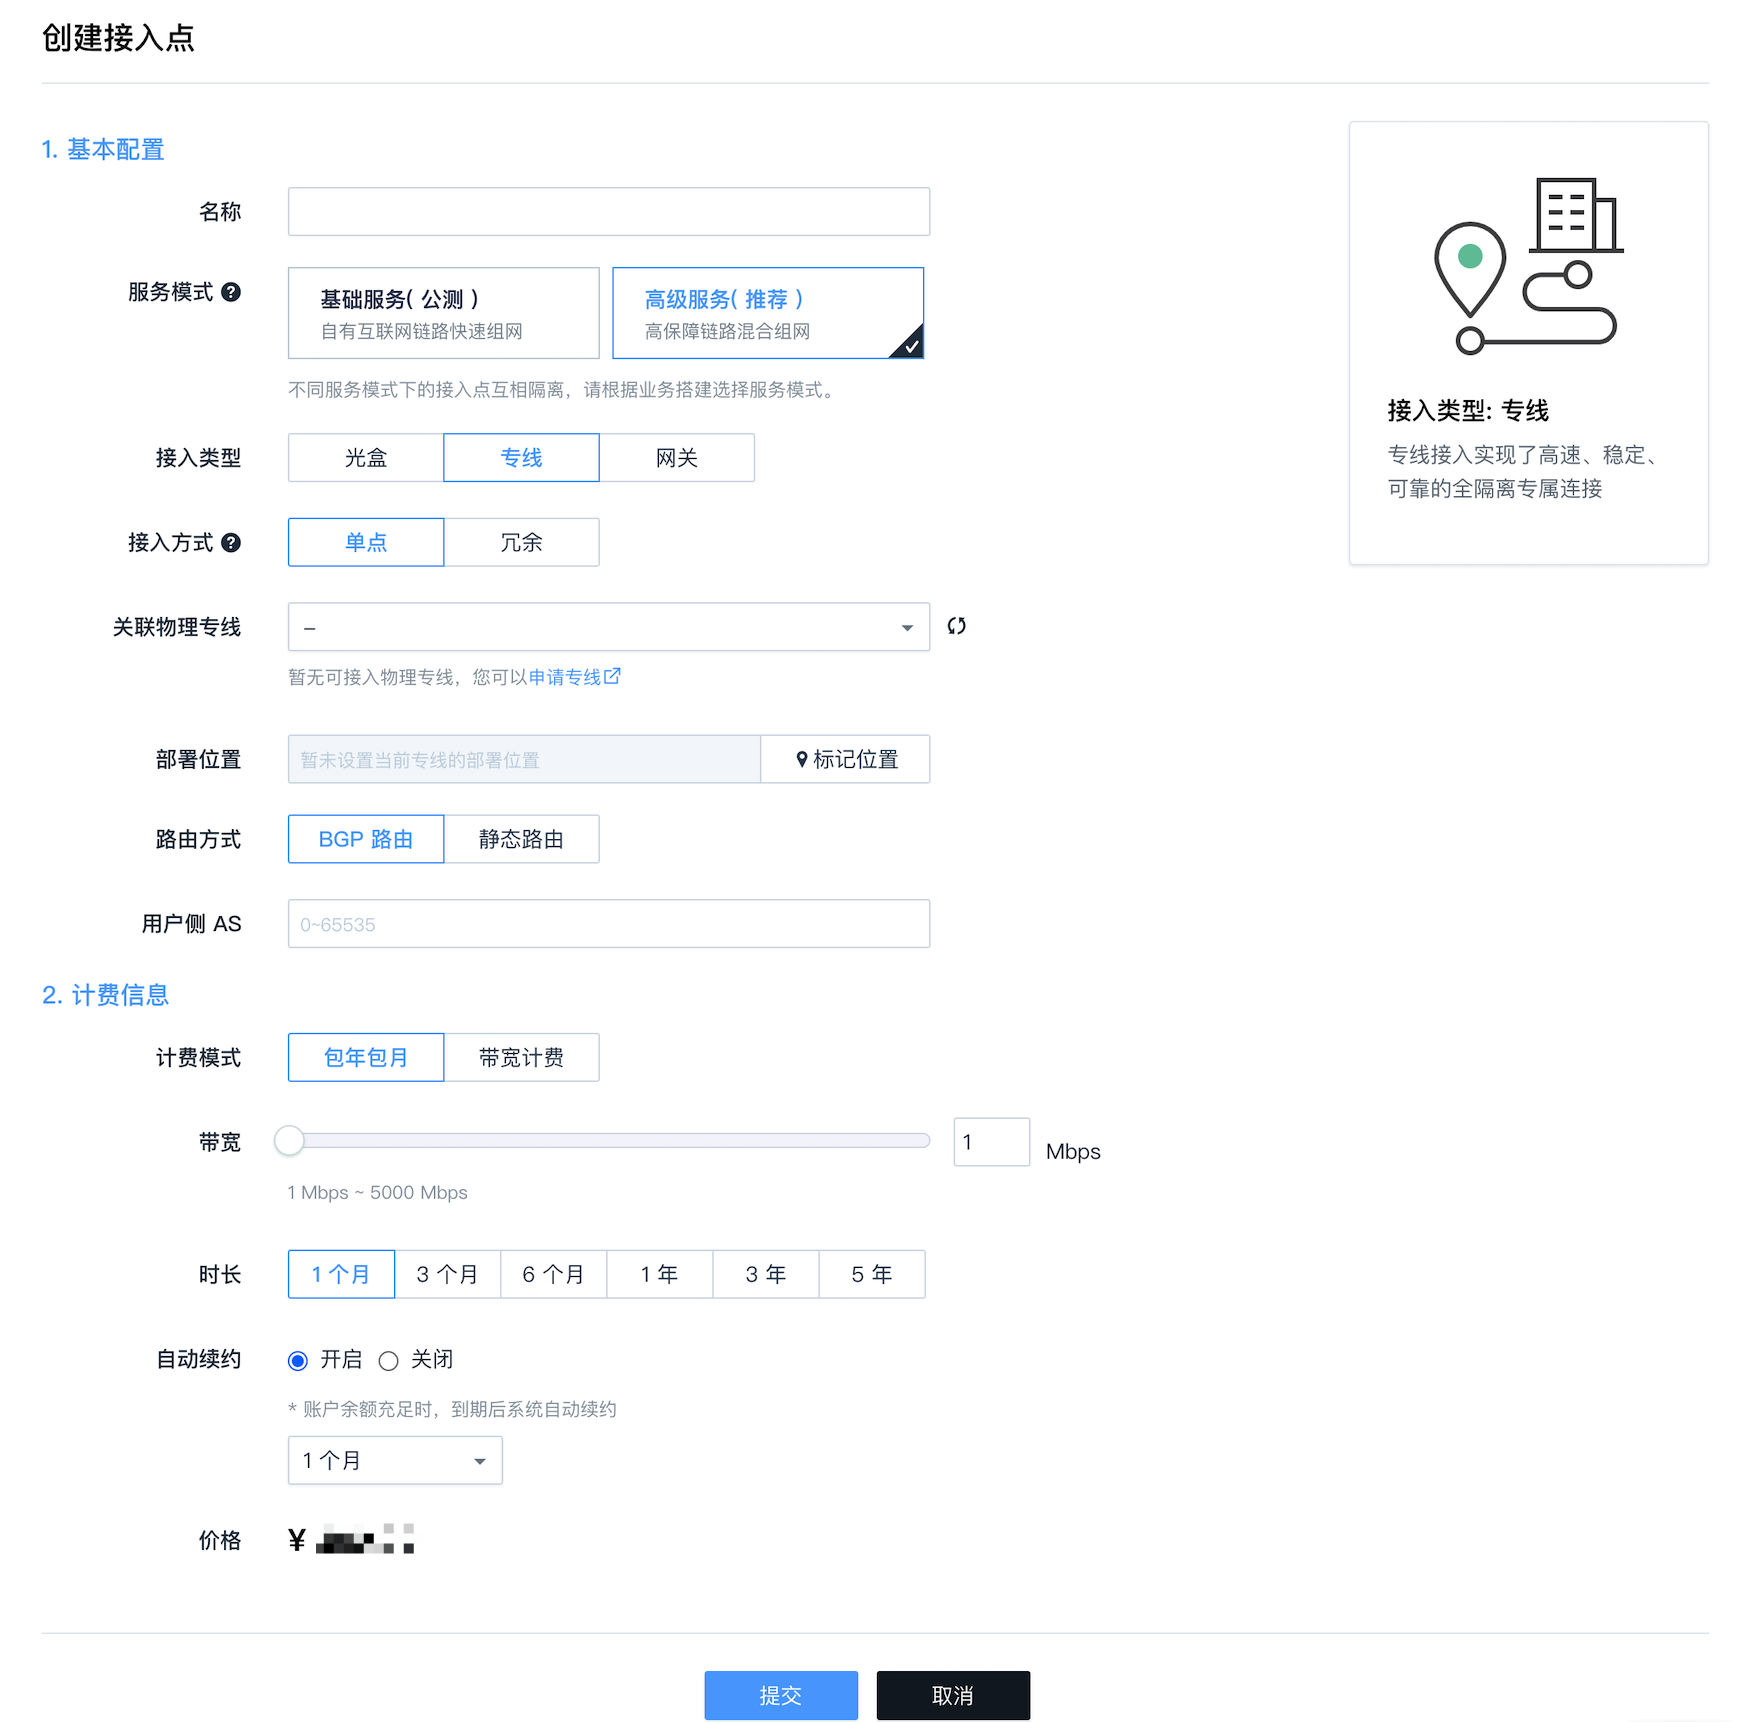 创建接入点
1. 基本配置
名称
服务模式
基础服务( 公测 )
自有互联网链路快速组网
高级服务( 推荐 )
高保障链路混合组网
不同服务模式下的接入点互相隔离，请根据业务搭建选择服务模式。
接入类型
光盒
专线
网关
接入方式
单点
冗余
关联物理专线
–
暂无可接入物理专线，您可以申请专线
部署位置
暂未设置当前专线的部署位置
标记位置
路由方式
BGP 路由
静态路由
用户侧 AS
0~65535
接入类型: 专线
专线接入实现了高速、稳定、
可靠的全隔离专属连接
2. 计费信息
计费模式
包年包月
带宽计费
带宽
1
Mbps
1 Mbps ~ 5000 Mbps
时长
1 个月
3 个月
6 个月
1 年
3 年
5 年
自动续约
开启
关闭
* 账户余额充足时，到期后系统自动续约
1 个月
价格
¥
提交
取消